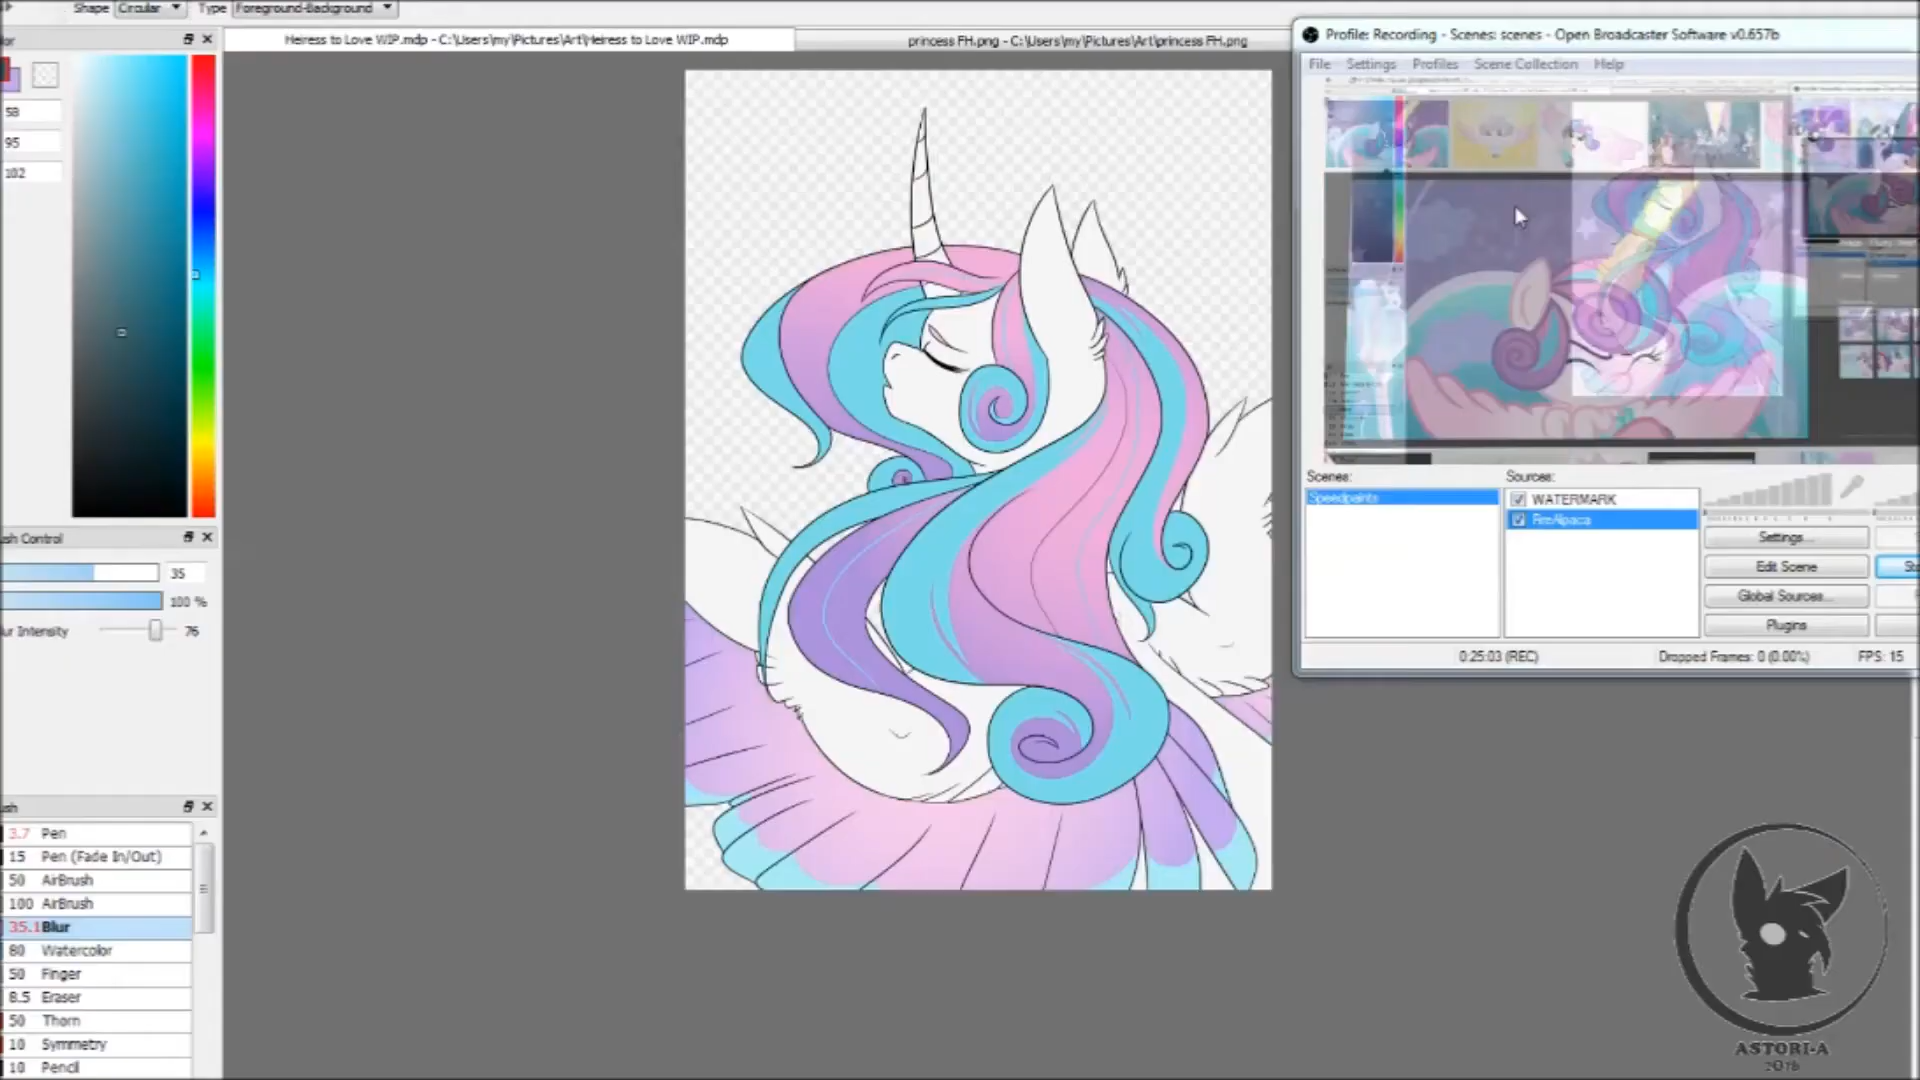 Shape Circular Type Foreground-Background
Heiress to Love WIP.mdp - C:\Users\my\Pictures\Art\Heiress to Love WIP.mdp
princess FH.png - C:\Users\my\Pictures\Art\princess FH.png
Profile: Recording - Scenes: scenes - Open Broadcaster Software v0.657b
File Settings Profiles Scene Collection Help
58
95
102
Scenes:
Sources:
Speedpaints
WATERMARK
FireAlpaca
Settings...
Edit Scene
Global Sources...
Plugins
0:25:03 (REC)
Dropped Frames: 0 (0.00%)
FPS: 15
Control
35
100 %
Intensity 76
3.7 Pen
15 Pen (Fade In/Out)
50 AirBrush
100 AirBrush
35.1 Blur
80 Watercolor
50 Finger
8.5 Eraser
50 Thorn
10 Symmetry
10 Pencil
ASTORI-A
2016